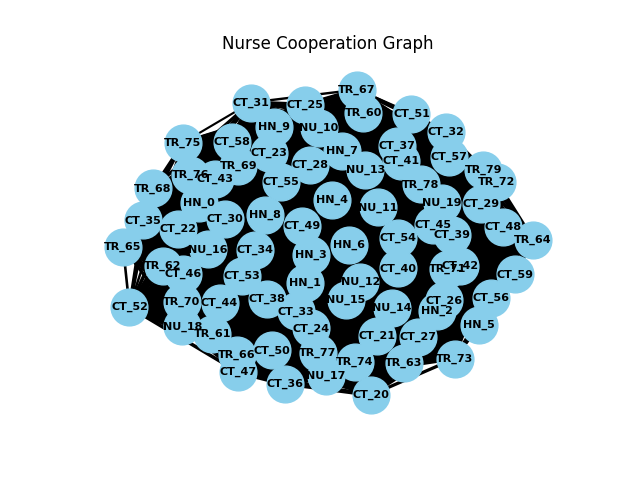 Nurse Cooperation Graph
TR_67
CT_31
CT_25
TR_60
CT_51
HN_9
NU_10
CT_32
TR_75
CT_58
CT_37
HN_7
CT_23
CT_57
CT_41
TR_69
CT_28
NU_13
TR_79
TR_76
CT_43
CT_55
TR_78
TR_72
TR_68
HN_0
HN_4
NU_11
NU_19
CT_29
CT_35
CT_30
HN_8
CT_22
CT_49
CT_45
CT_48
CT_39
CT_54
TR_64
TR_65
NU_16
CT_34
HN_6
HN_3
TR_62
CT_46
CT_53
CT_40
TR_71
CT_42
CT_59
HN_1
NU_12
CT_52
TR_70
CT_44
CT_38
NU_15
CT_26
CT_56
CT_33
NU_14
HN_2
NU_18
TR_61
CT_24
HN_5
CT_21
CT_27
TR_66
CT_50
TR_77
TR_74
TR_63
TR_73
CT_47
CT_36
NU_17
CT_20